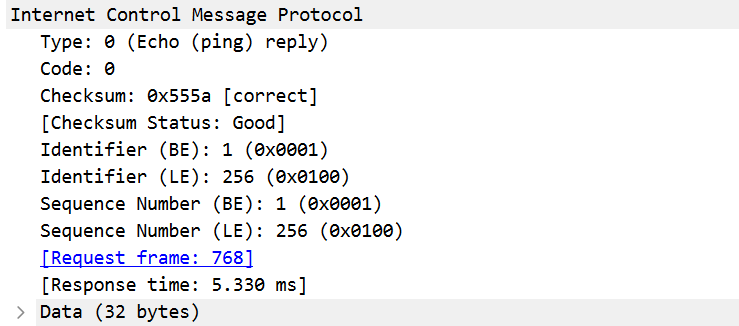 Internet Control Message Protocol
Type: 0 (Echo (ping) reply)
Code: 0
Checksum: 0x555a [correct]
[Checksum Status: Good]
Identifier (BE): 1 (0x0001)
Identifier (LE): 256 (0x0100)
Sequence Number (BE): 1 (0x0001)
Sequence Number (LE): 256 (0x0100)
[Request frame: 768]
[Response time: 5.330 ms]
Data (32 bytes)